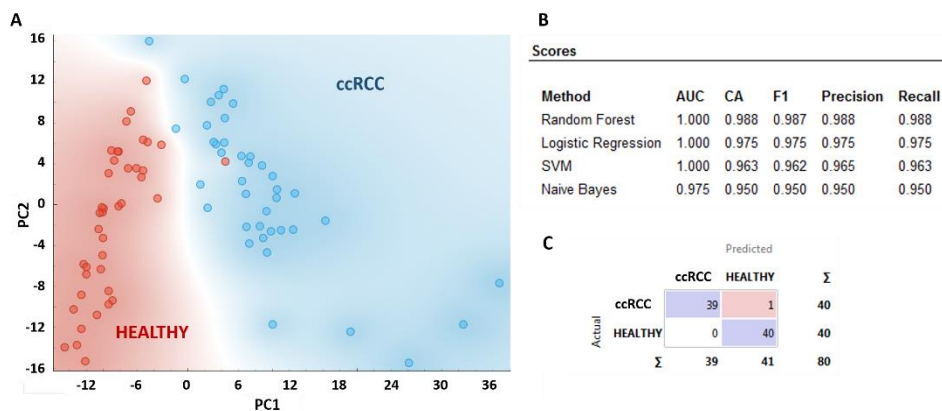 A
16
12
8
4
0
-4
-8
-12
-16
PC2
ccRCC
HEALTHY
-12 -6 0 6 12 18 24 30 36
PC1
B
Scores
Method AUC CA F1 Precision Recall
Random Forest 1.000 0.988 0.987 0.988 0.988
Logistic Regression 1.000 0.975 0.975 0.975 0.975
SVM 1.000 0.963 0.962 0.965 0.963
Naive Bayes 0.975 0.950 0.950 0.950 0.950
C
Predicted
ccRCC HEALTHY Σ
Actual
ccRCC 39 1 40
HEALTHY 0 40 40
Σ 39 41 80